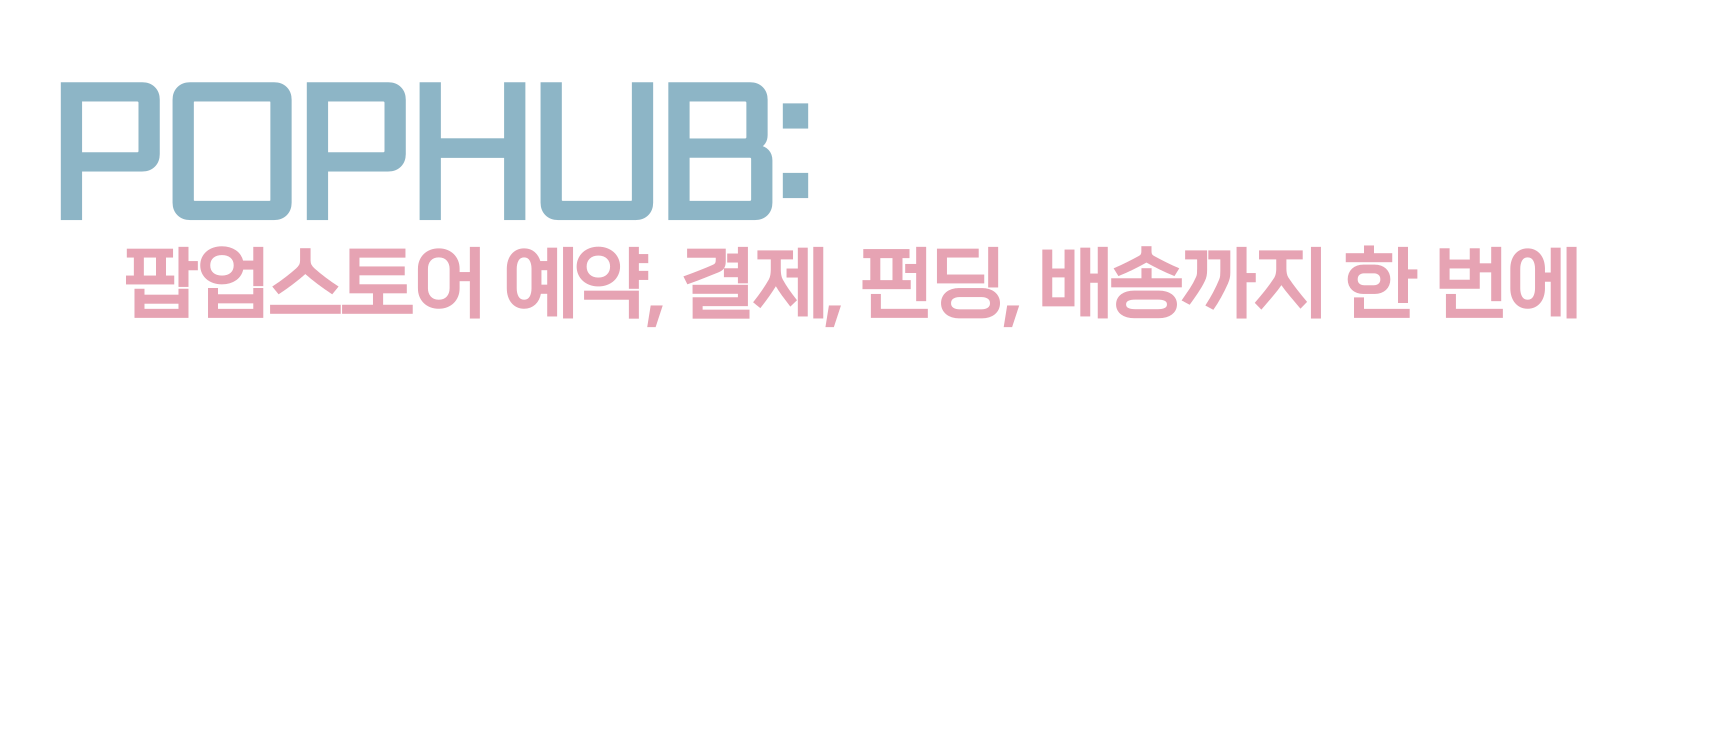 POPHUB:
팝업스토어 예약, 결제, 펀딩, 배송까지 한 번에